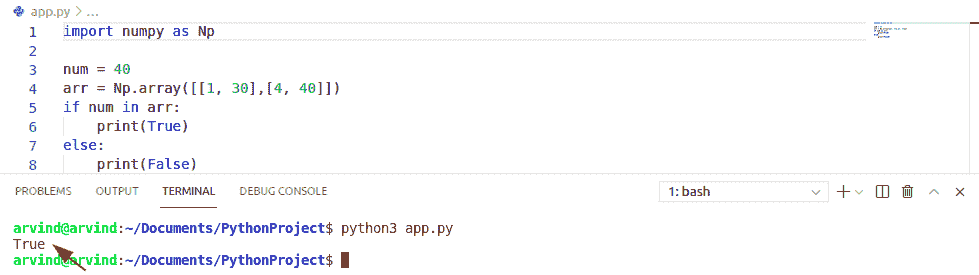 app.py > ...
1 import numpy as Np
2
3 num = 40
4 arr = Np.array([[1, 30],[4, 40]])
5 if num in arr:
6     print(True)
7 else:
8     print(False)
PROBLEMS OUTPUT TERMINAL DEBUG CONSOLE 1: bash
arvind@arvind:~/Documents/PythonProject$ python3 app.py
True
arvind@arvind:~/Documents/PythonProject$